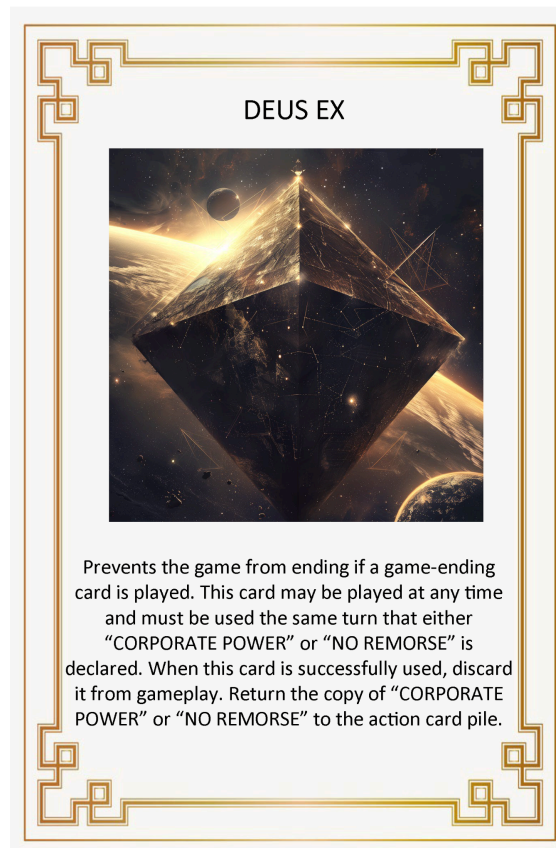 DEUS EX
Prevents the game from ending if a game-ending
card is played. This card may be played at any time
and must be used the same turn that either
“CORPORATE POWER” or “NO REMORSE” is
declared. When this card is successfully used, discard
it from gameplay. Return the copy of “CORPORATE
POWER” or “NO REMORSE” to the action card pile.